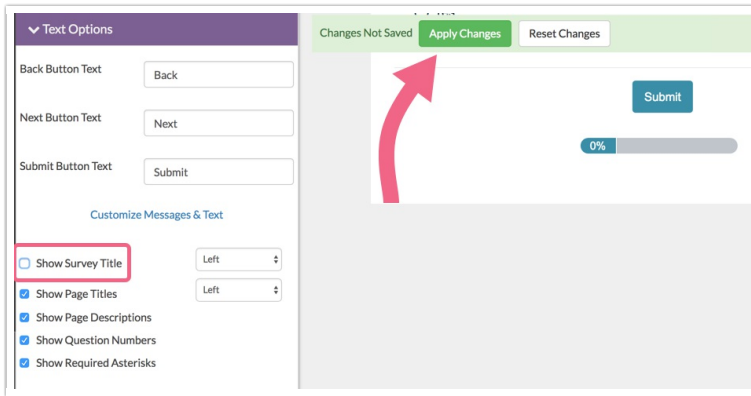 Text Options
Changes Not Saved Apply Changes Reset Changes
Back Button Text Back
Submit
Next Button Text Next
0%
Submit Button Text Submit
Customize Messages & Text
Show Survey Title Left
Show Page Titles Left
Show Page Descriptions
Show Question Numbers
Show Required Asterisks